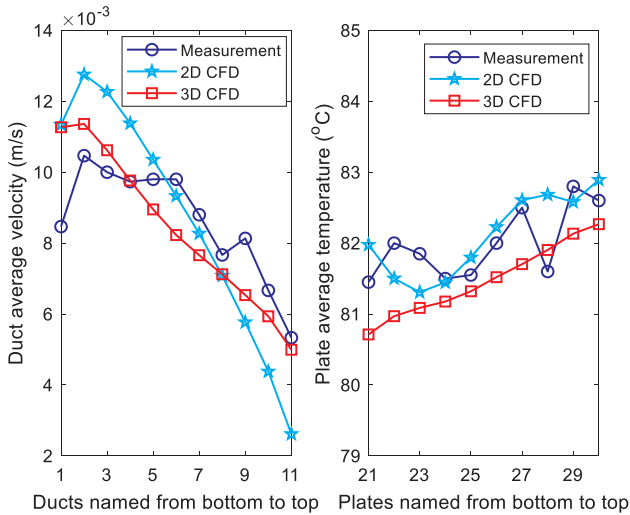 ×10⁻³
14
12
10
8
6
4
2
1 3 5 7 9 11
Duct average velocity (m/s)
Ducts named from bottom to top
Measurement
2D CFD
3D CFD
85
84
83
82
81
80
79
21 23 25 27 29
Plate average temperature (°C)
Plates named from bottom to top
Measurement
2D CFD
3D CFD